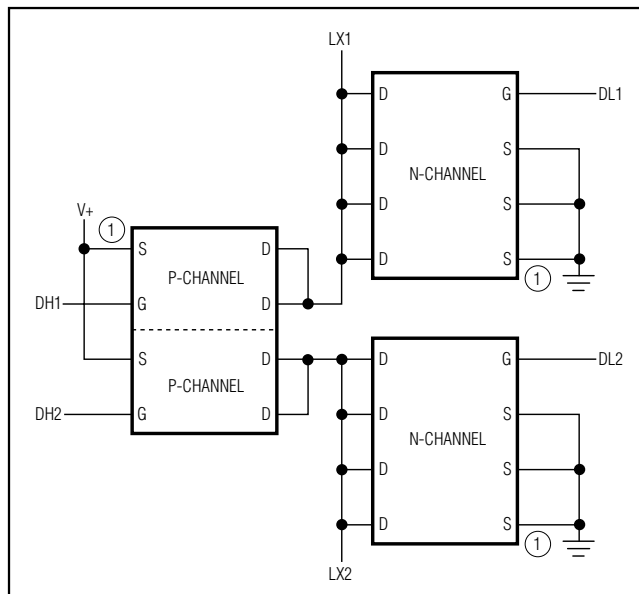 LX1
D G DL1
D S
N-CHANNEL
D S
D S
1
V+
1
S D
P-CHANNEL
DH1 G D
S D
P-CHANNEL
DH2 G D
D G DL2
D S
N-CHANNEL
D S
D S
1
LX2